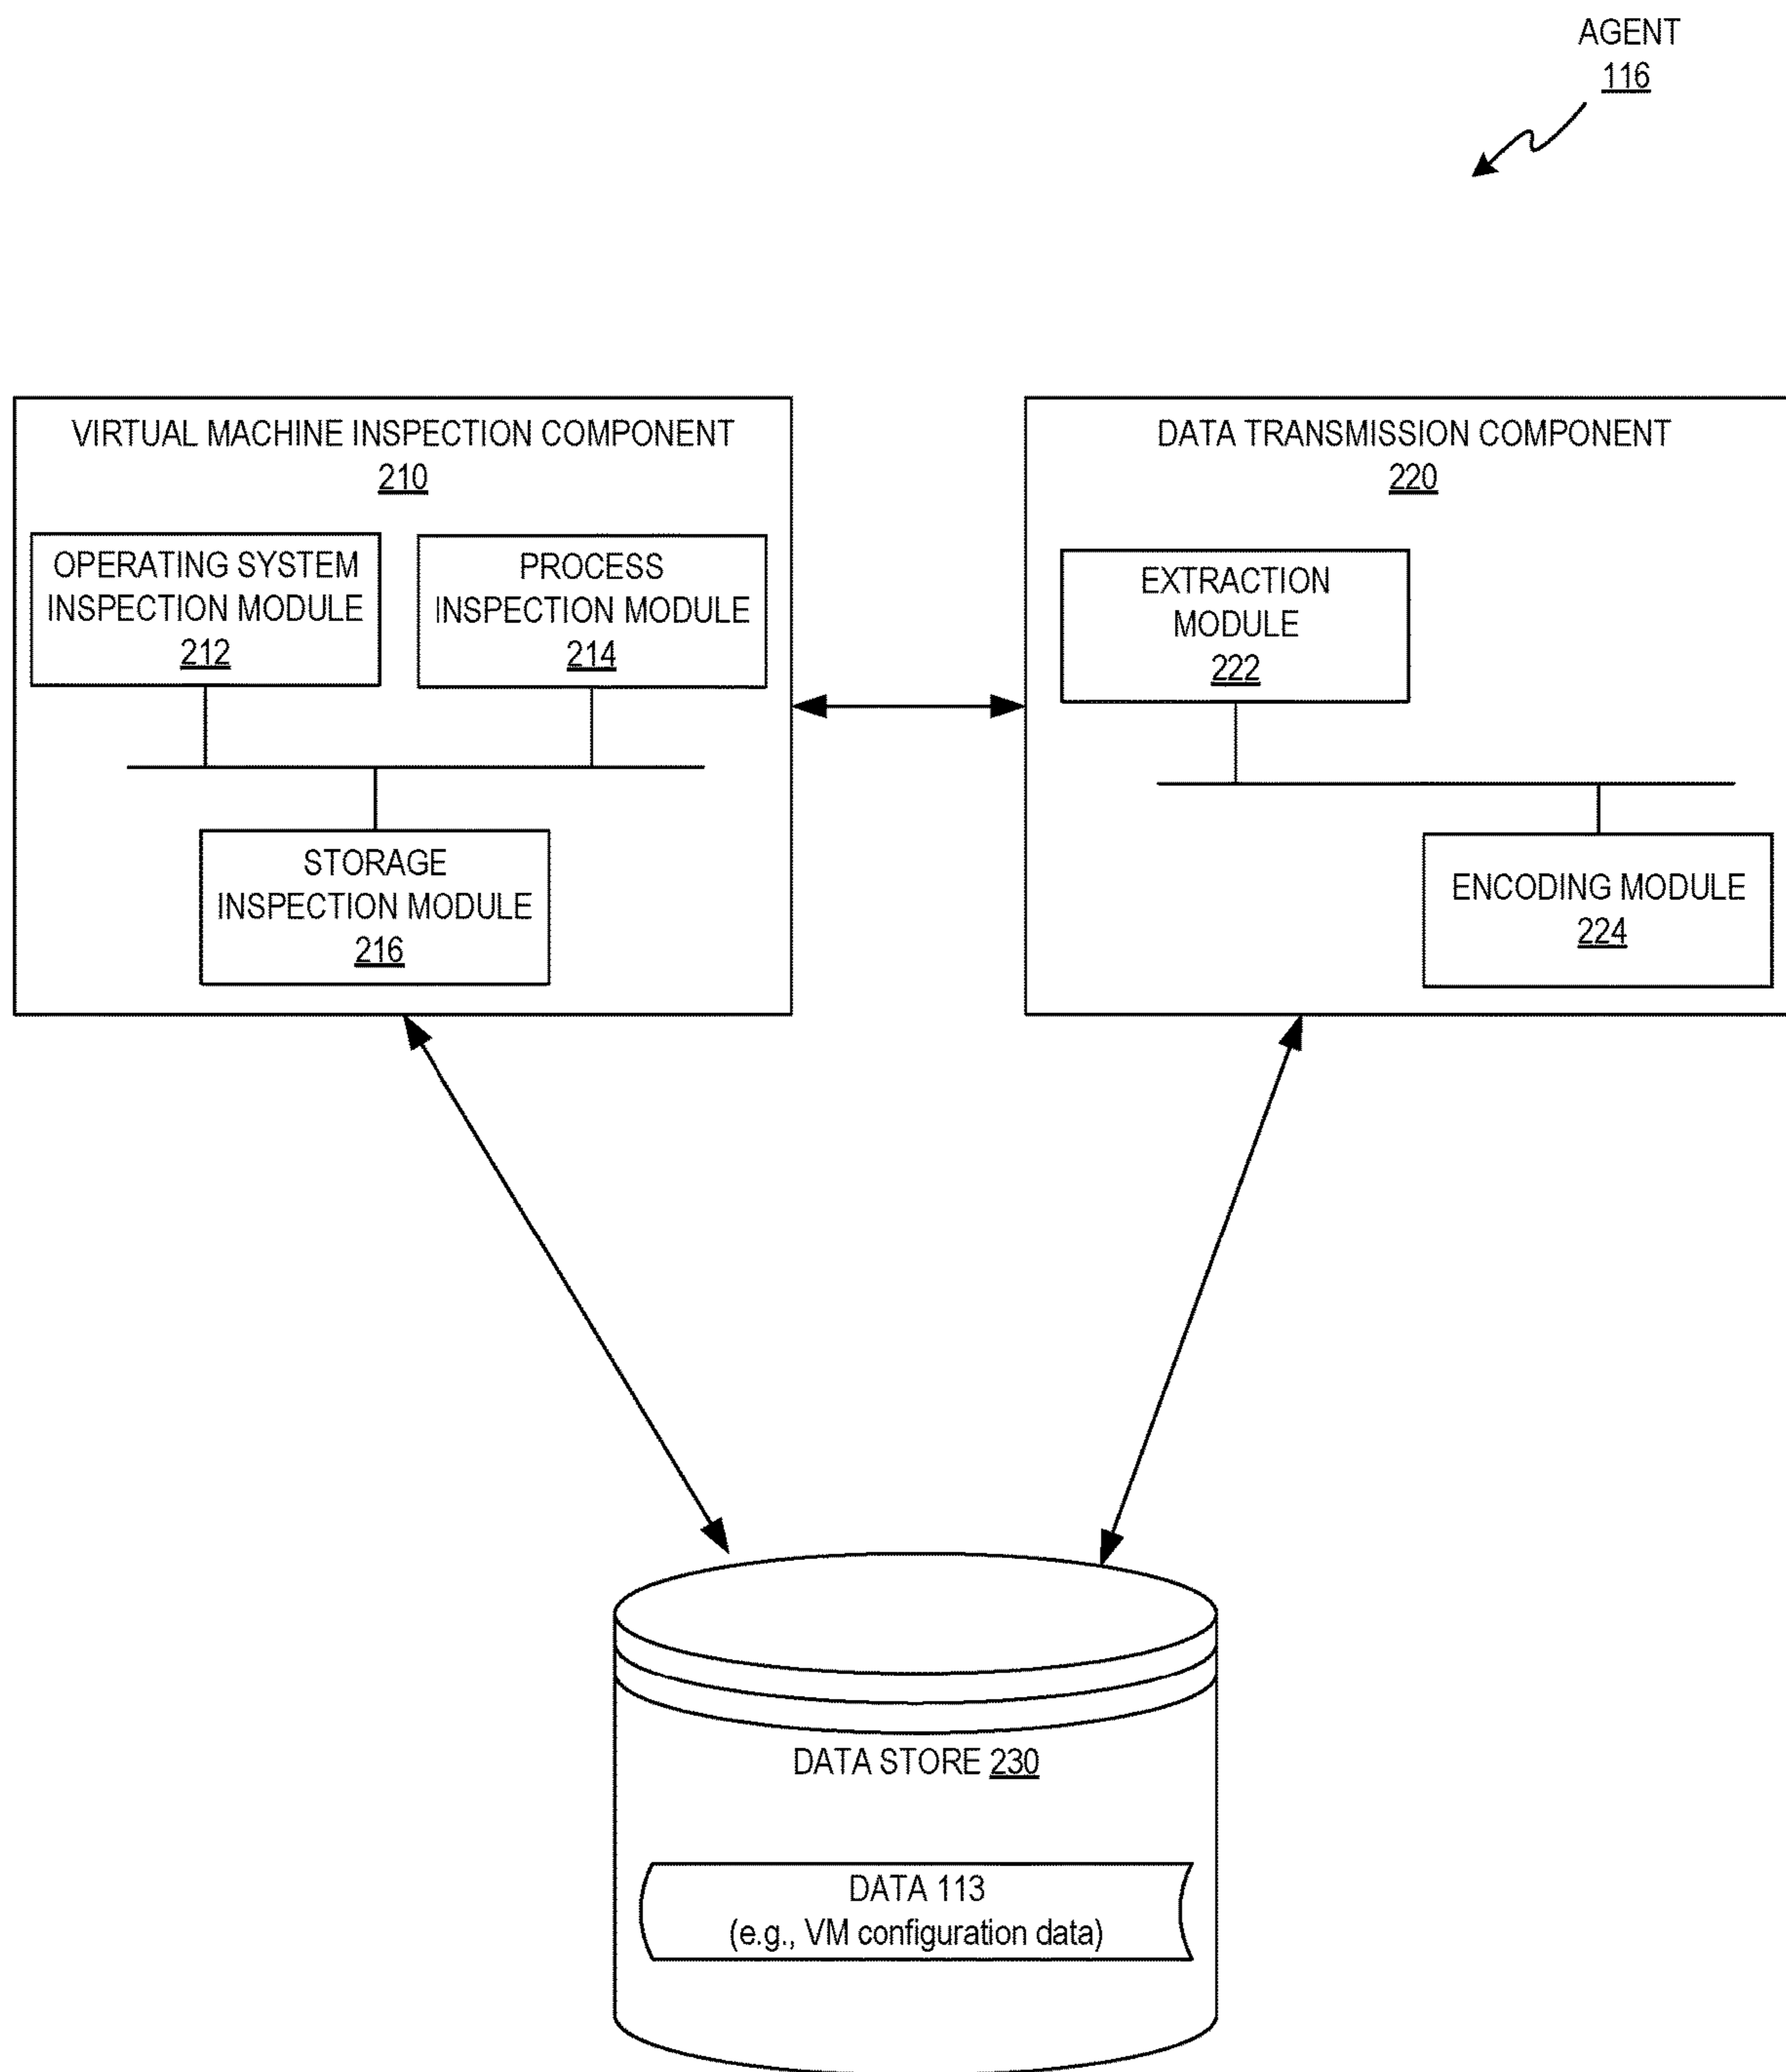 AGENT
116
VIRTUAL MACHINE INSPECTION COMPONENT
210
OPERATING SYSTEM
INSPECTION MODULE
212
PROCESS
INSPECTION MODULE
214
STORAGE
INSPECTION MODULE
216
DATA TRANSMISSION COMPONENT
220
EXTRACTION
MODULE
222
ENCODING MODULE
224
DATA STORE 230
DATA 113
(e.g., VM configuration data)